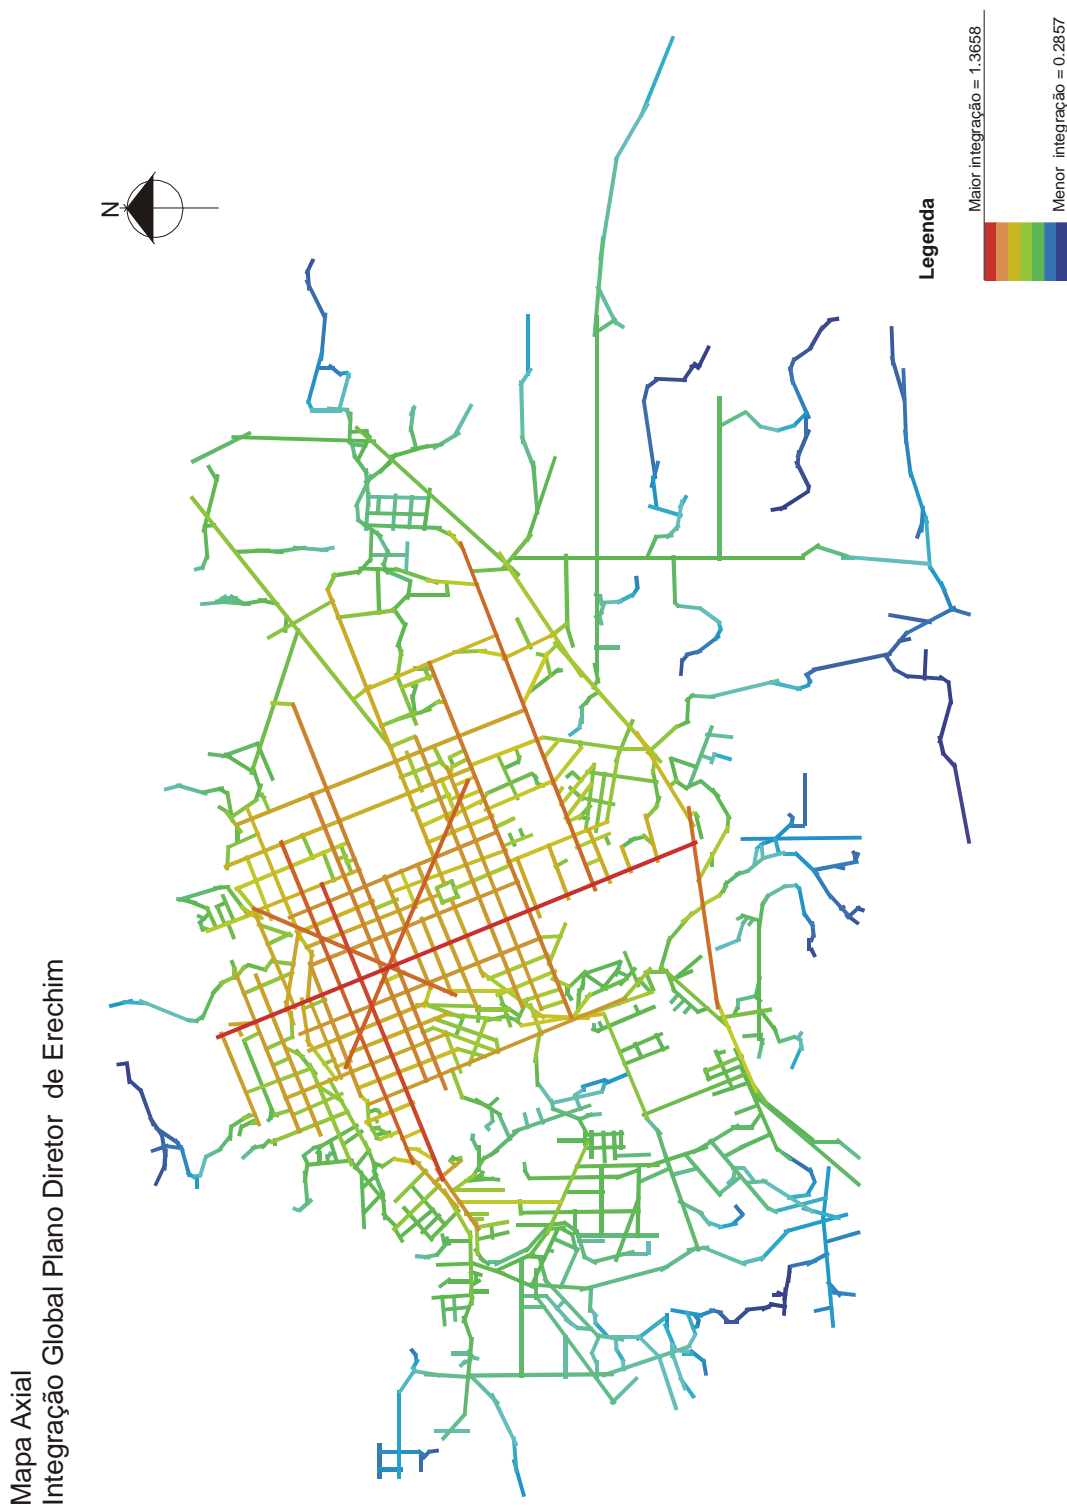 Mapa Axial
Integração Global Plano Diretor de Erechim
N
Legenda
Maior integração = 1.3658
Menor integração = 0.2857